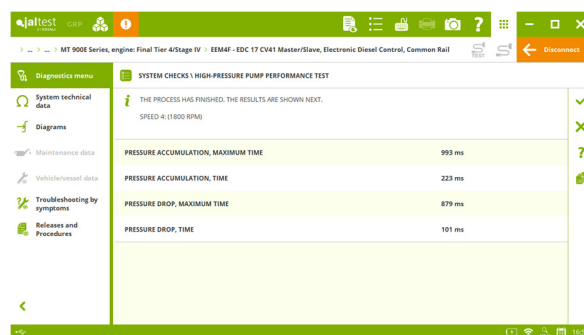 jaltest GRP
> ... > ... > MT 900E Series, engine: Final Tier 4/Stage IV > EEM4F - EDC 17 CV41 Master/Slave, Electronic Diesel Control, Common Rail
TEST
Disconnect
Diagnostics menu
SYSTEM CHECKS \ HIGH-PRESSURE PUMP PERFORMANCE TEST
System technical
data
Diagrams
Maintenance data
Vehicle/vessel data
Troubleshooting by
symptoms
Releases and
Procedures
THE PROCESS HAS FINISHED. THE RESULTS ARE SHOWN NEXT.
SPEED 4: (1800 RPM)
PRESSURE ACCUMULATION, MAXIMUM TIME 993 ms
PRESSURE ACCUMULATION, TIME 223 ms
PRESSURE DROP, MAXIMUM TIME 879 ms
PRESSURE DROP, TIME 101 ms